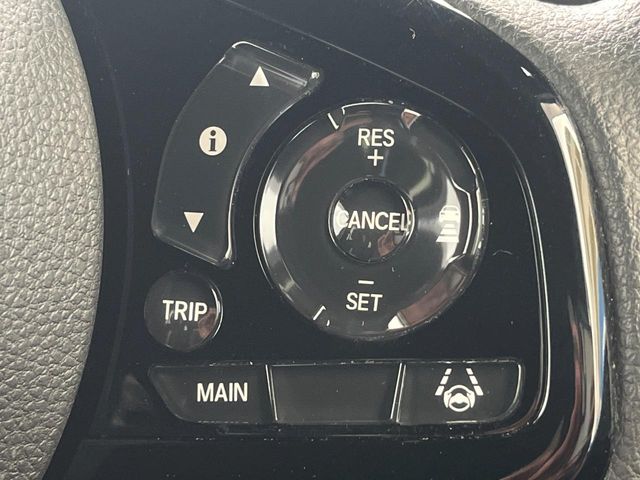 RES
+
i
CANCEL
−
SET
TRIP
MAIN